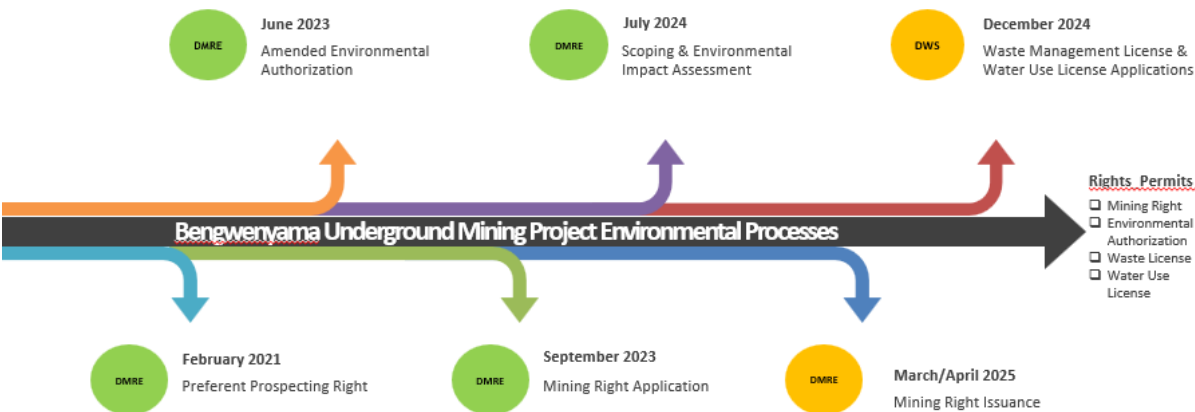 DMRE
June 2023
Amended Environmental
Authorization
DMRE
July 2024
Scoping & Environmental
Impact Assessment
DWS
December 2024
Waste Management License &
Water Use License Applications
Bengwenyama Underground Mining Project Environmental Processes
Rights Permits
Mining Right
Environmental
Authorization
Waste License
Water Use
License
DMRE
February 2021
Preferent Prospecting Right
DMRE
September 2023
Mining Right Application
DMRE
March/April 2025
Mining Right Issuance